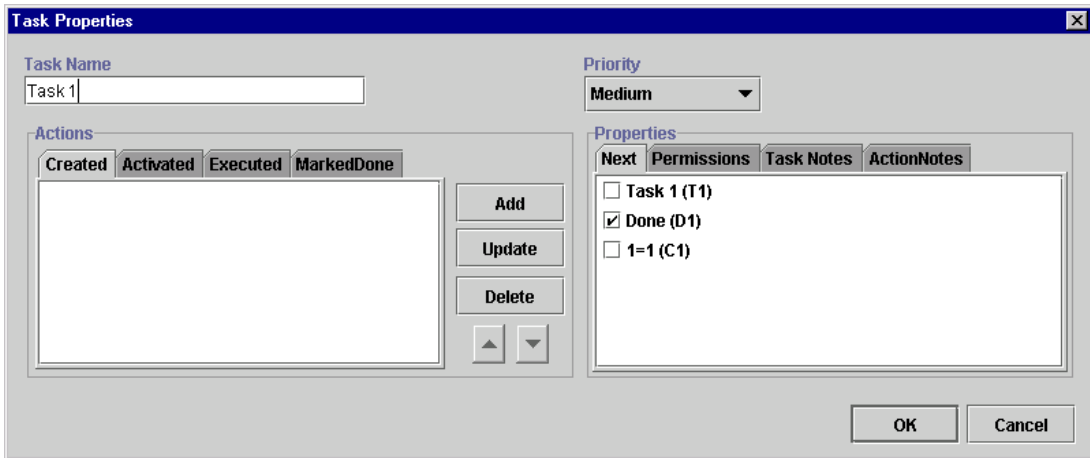 Task Properties
Task Name
Priority
Task 1
Medium
Actions
Properties
Created Activated Executed MarkedDone
Next Permissions Task Notes ActionNotes
Task 1 (T1)
Add
Done (D1)
Update
1=1 (C1)
Delete
OK Cancel